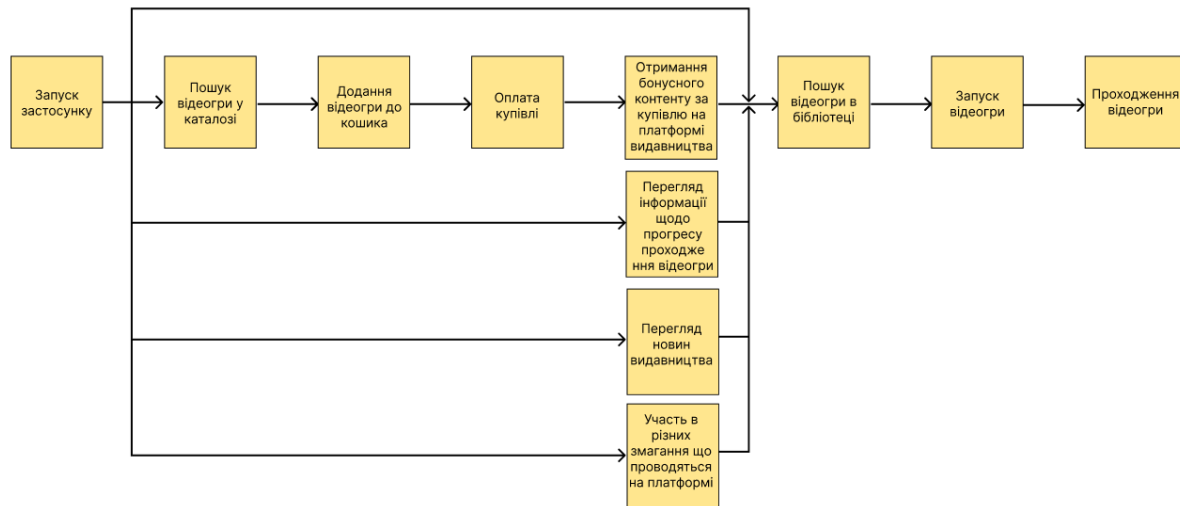 Запуск
застосунку
Пошук
відеогри у
каталозі
Додання
відеогри до
кошика
Оплата
купівлі
Отримання
бонусного
контенту за
купівлю на
платформі
видавництва
Пошук
відеогри в
бібліотеці
Запуск
відеогри
Проходження
відеогри
Перегляд
інформації
щодо
прогресу
проходже
ння відеогри
Перегляд
новин
видавництва
Участь в
різних
змагання що
проводяться
на платформі